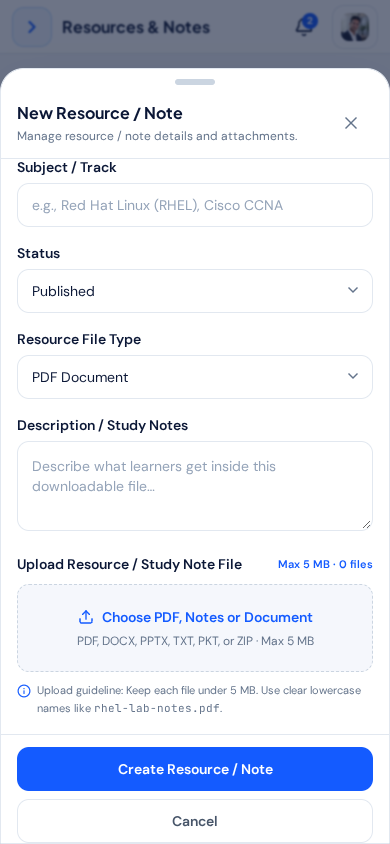 Resources & Notes
2
New Resource / Note
Manage resource / note details and attachments.
Subject / Track
e.g., Red Hat Linux (RHEL), Cisco CCNA
Status
Published
Resource File Type
PDF Document
Description / Study Notes
Describe what learners get inside this
downloadable file...
Upload Resource / Study Note File
Max 5 MB · 0 files
Choose PDF, Notes or Document
PDF, DOCX, PPTX, TXT, PKT, or ZIP · Max 5 MB
Upload guideline: Keep each file under 5 MB. Use clear lowercase
names like rhel-lab-notes.pdf.
Create Resource / Note
Cancel